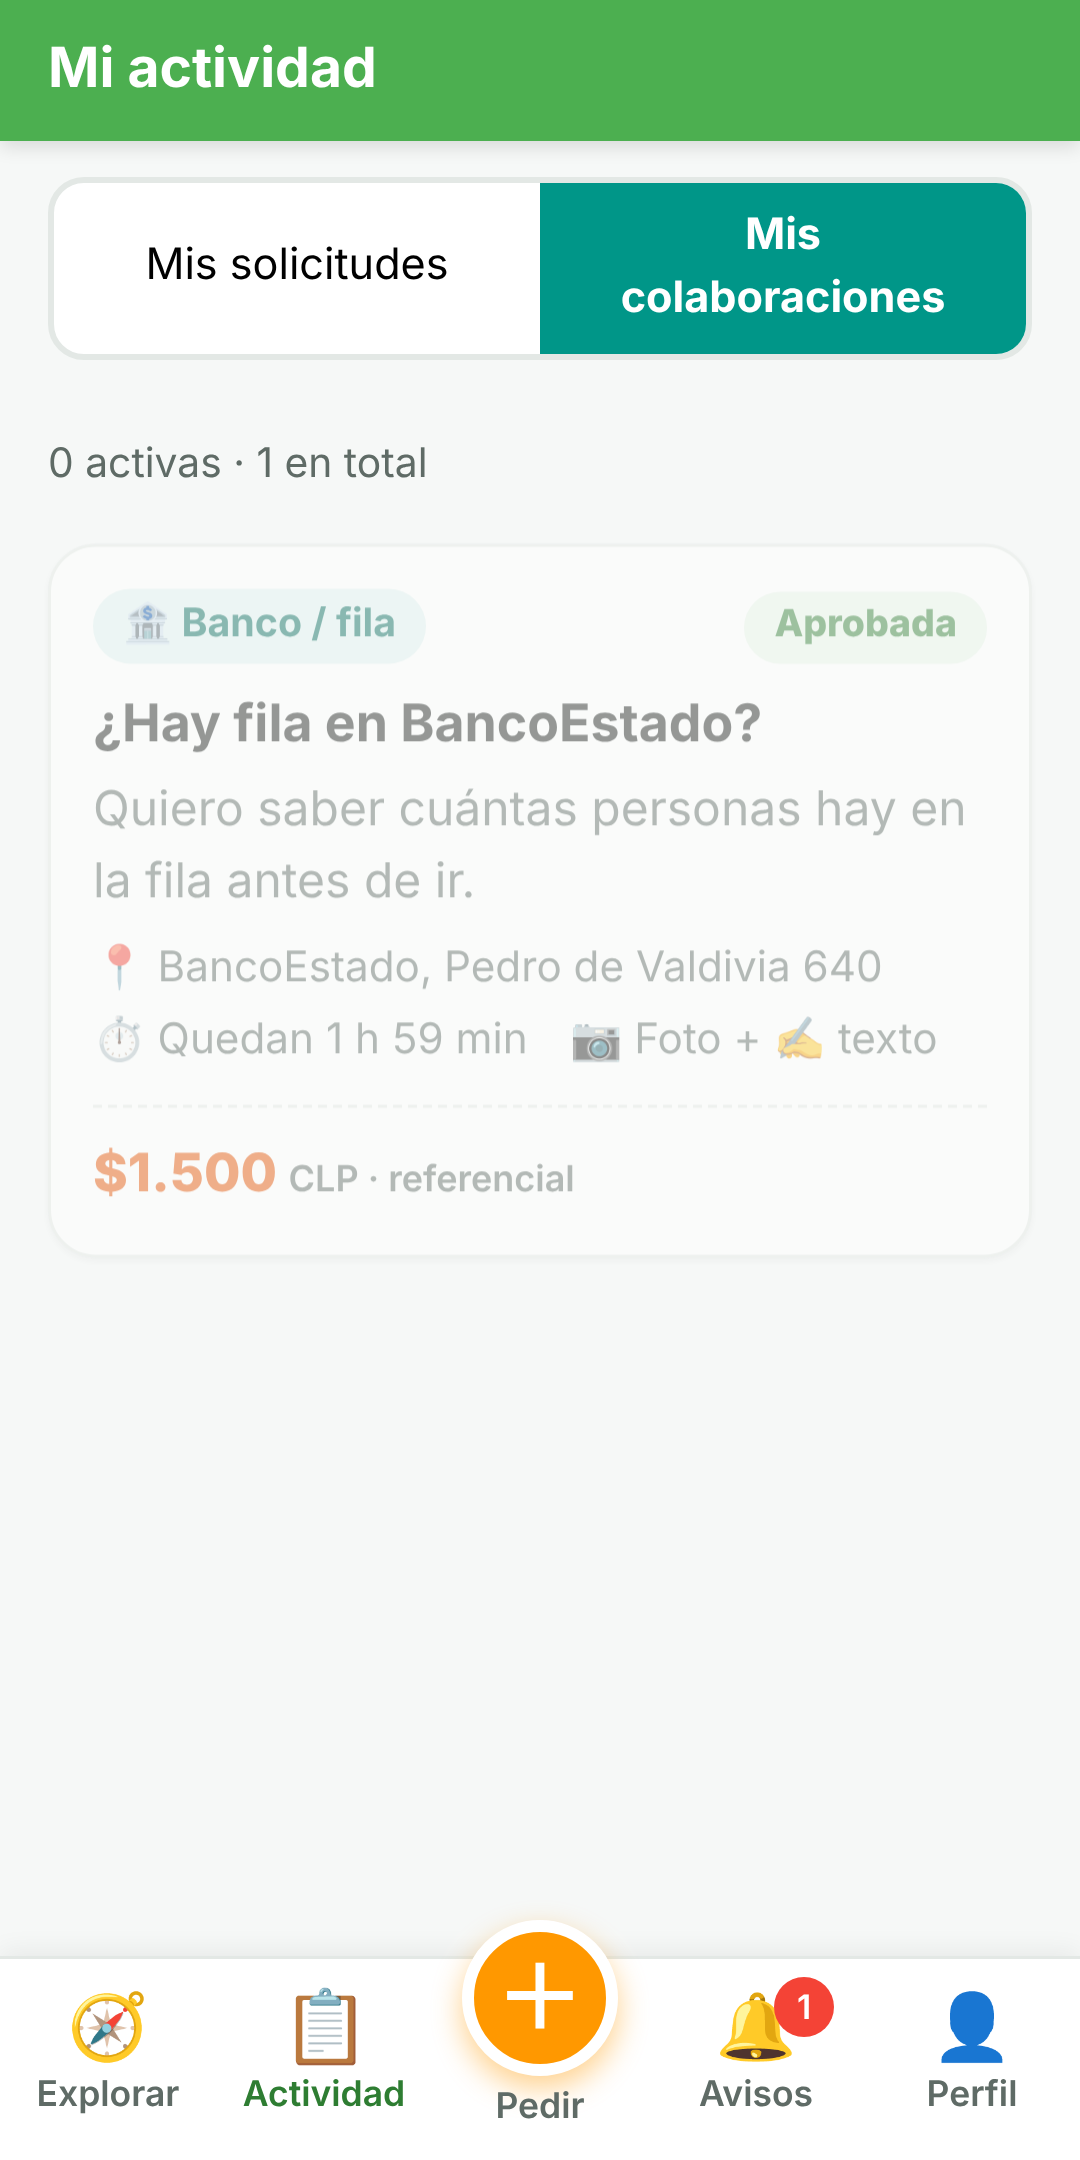 Mi actividad
Mis solicitudes
Mis
colaboraciones
0 activas · 1 en total
Banco / fila
Aprobada
¿Hay fila en BancoEstado?
Quiero saber cuántas personas hay en
la fila antes de ir.
BancoEstado, Pedro de Valdivia 640
Quedan 1 h 59 min Foto + texto
$1.500 CLP · referencial
1
Explorar
Actividad
Pedir
Avisos
Perfil